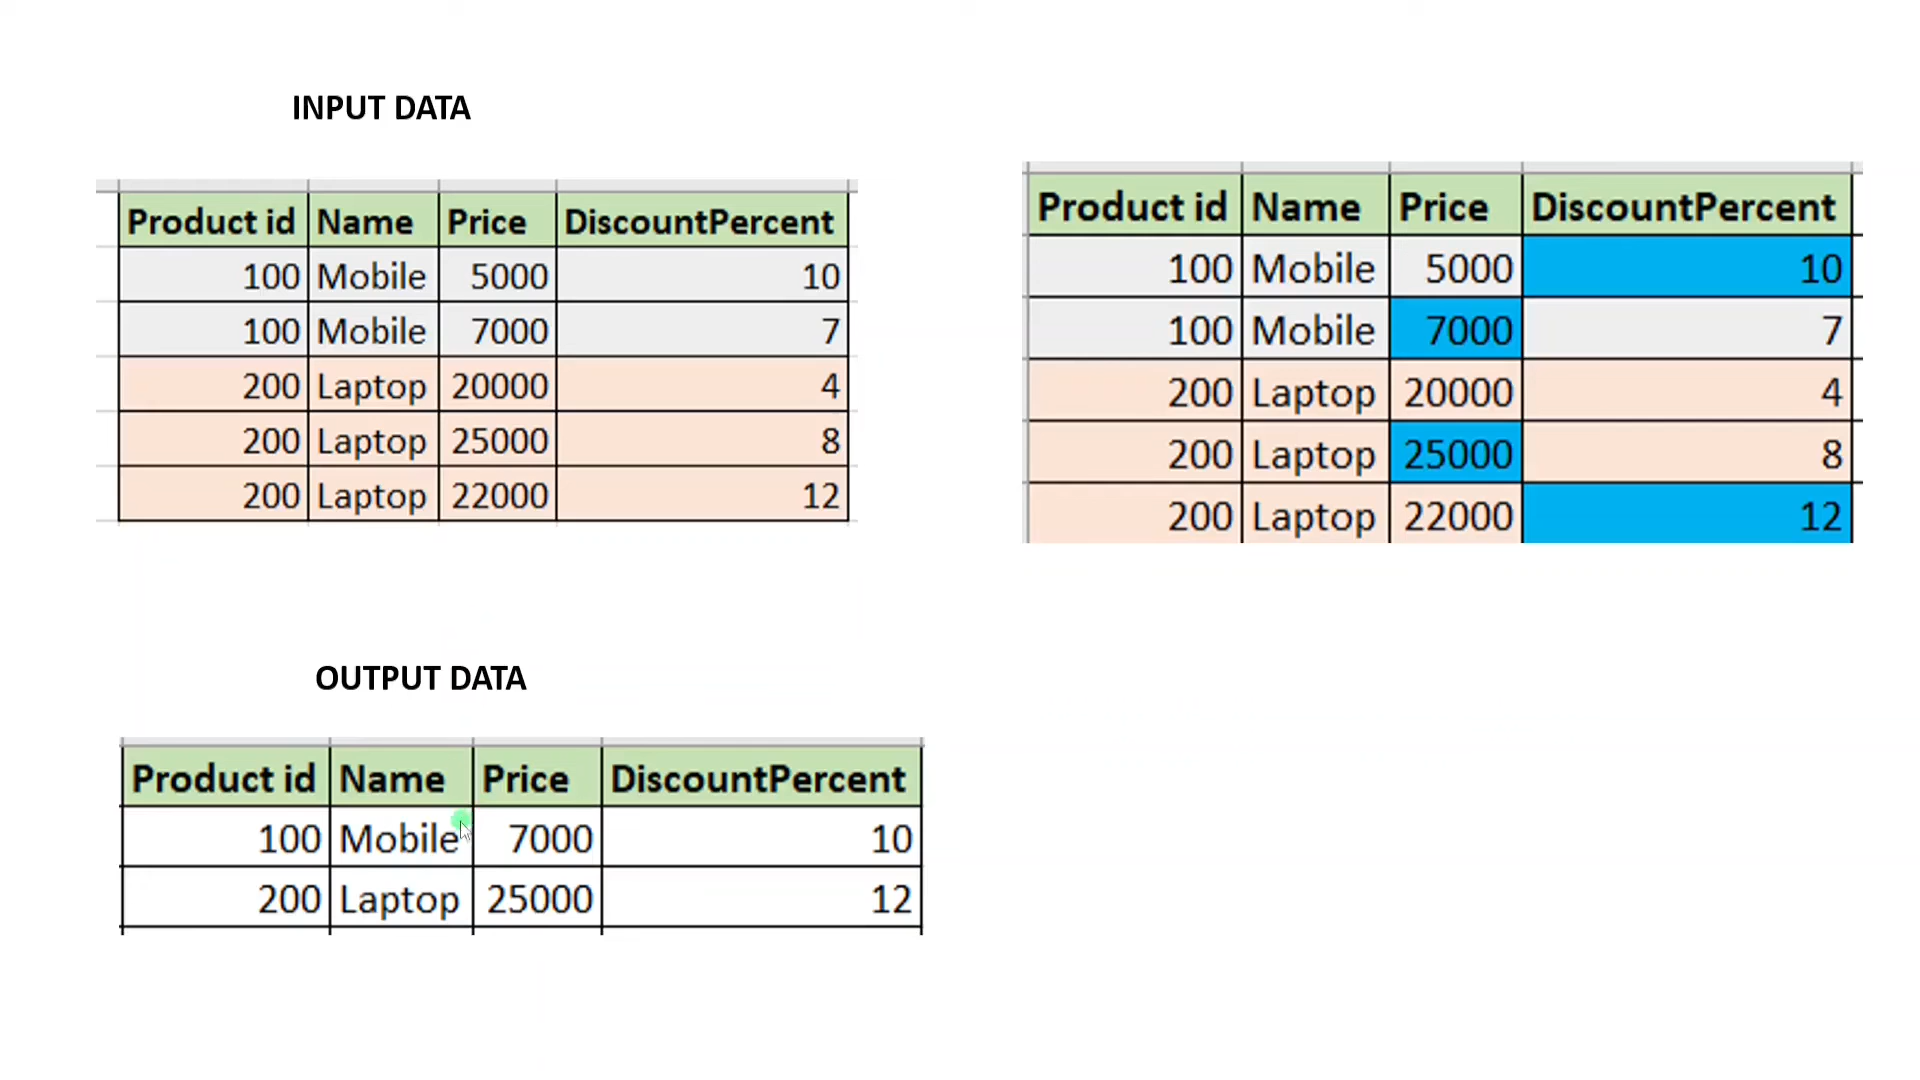 INPUT DATA
Product id Name Price DiscountPercent
100 Mobile 5000 10
100 Mobile 7000 7
200 Laptop 20000 4
200 Laptop 25000 8
200 Laptop 22000 12
Product id Name Price DiscountPercent
100 Mobile 5000 10
100 Mobile 7000 7
200 Laptop 20000 4
200 Laptop 25000 8
200 Laptop 22000 12
OUTPUT DATA
Product id Name Price DiscountPercent
100 Mobile 7000 10
200 Laptop 25000 12